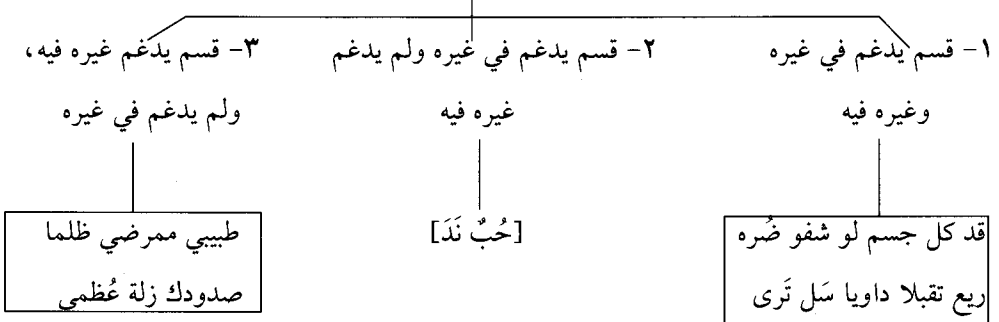 ١- قسم يدغم في غيره
وغيره فيه
قد كل جسم لو شفو ضُره
ريع تقبلا داويا سَل تَرى
٢- قسم يدغم في غيره ولم يدغم
غيره فيه
[حُبٌ نَدَ]
٣- قسم يدغم غيره فيه،
ولم يدغم في غيره
طبيبي ممرضي ظلما
صدودك زلة عُظمي